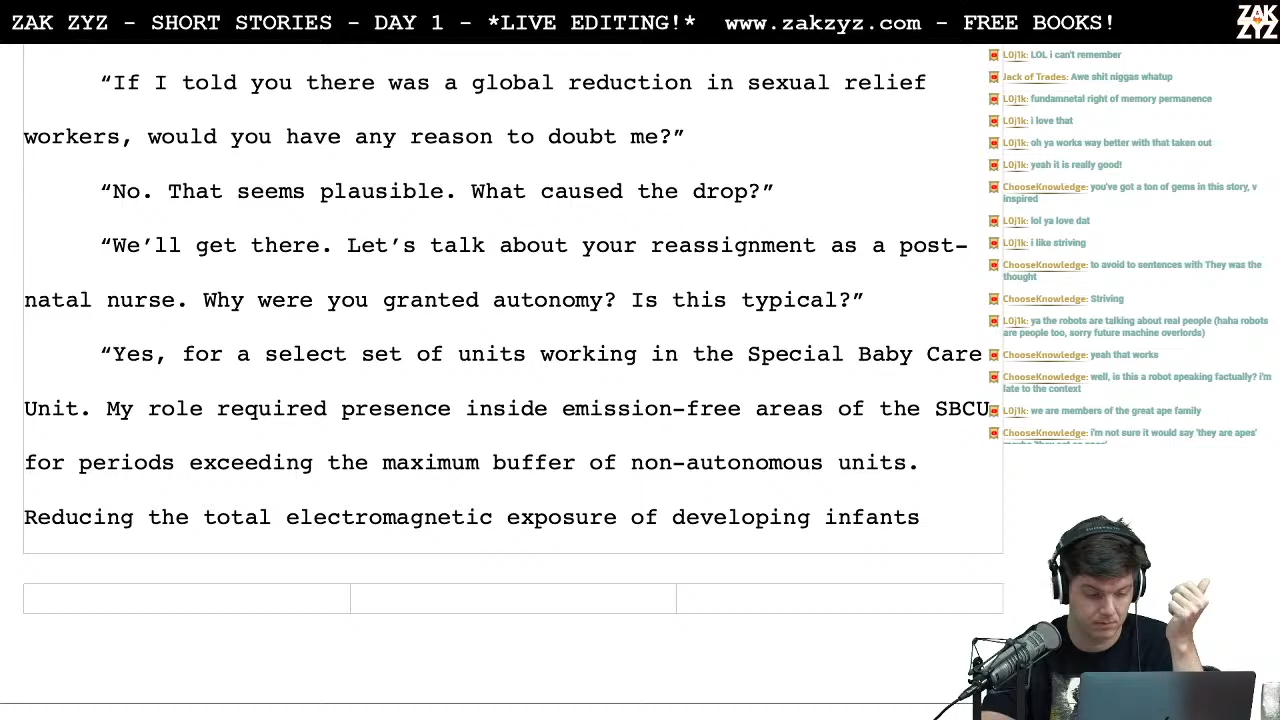 ZAK ZYZ - SHORT STORIES - DAY 1 - *LIVE EDITING!*  www.zakzyz.com - FREE BOOKS!
ZAK
ZYZ
“If I told you there was a global reduction in sexual relief
workers, would you have any reason to doubt me?”
“No. That seems plausible. What caused the drop?”
“We’ll get there. Let’s talk about your reassignment as a post-
natal nurse. Why were you granted autonomy? Is this typical?”
“Yes, for a select set of units working in the Special Baby Care
Unit. My role required presence inside emission-free areas of the SBCU
for periods exceeding the maximum buffer of non-autonomous units.
Reducing the total electromagnetic exposure of developing infants
L0j1k: LOL i can't remember
Jack of Trades: Awe shit niggas whatup
L0j1k: fundamnetal right of memory permanence
L0j1k: i love that
L0j1k: oh ya works way better with that taken out
L0j1k: yeah it is really good!
ChooseKnowledge: you've got a ton of gems in this story, v
inspired
L0j1k: lol ya love dat
L0j1k: i like striving
ChooseKnowledge: to avoid to sentences with They was the
thought
ChooseKnowledge: Striving
L0j1k: ya the robots are talking about real people (haha robots
are people too, sorry future machine overlords)
ChooseKnowledge: yeah that works
ChooseKnowledge: well, is this a robot speaking factually? i'm
late to the context
L0j1k: we are members of the great ape family
ChooseKnowledge: i'm not sure it would say 'they are apes'